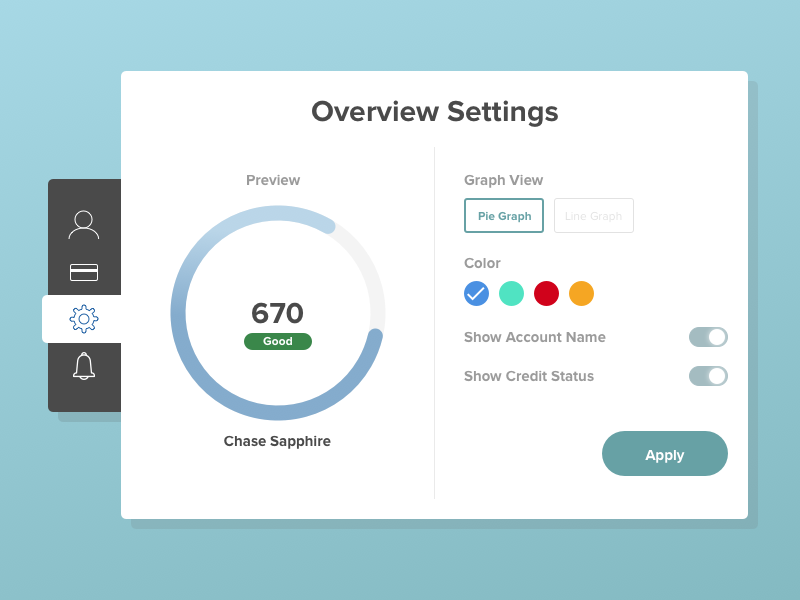 Overview Settings
Preview
670
Good
Chase Sapphire
Graph View
Pie Graph
Line Graph
Color
Show Account Name
Show Credit Status
Apply